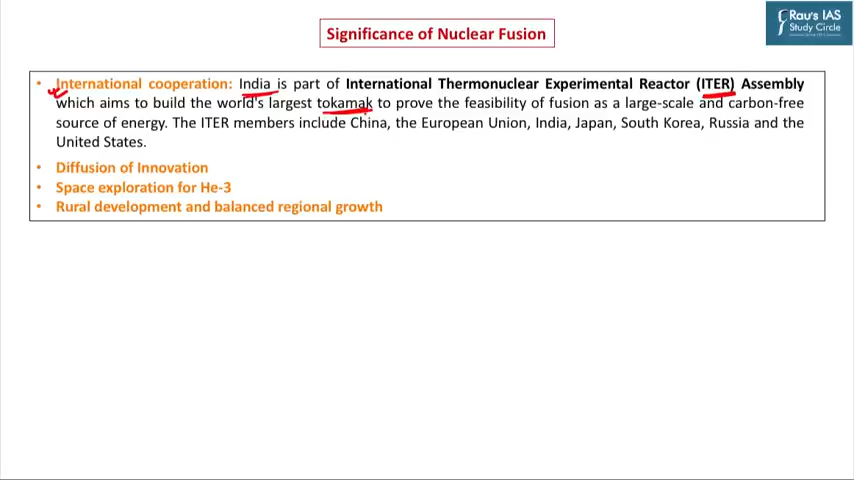 Significance of Nuclear Fusion
Rau's IAS
Study Circle
• International cooperation: India is part of International Thermonuclear Experimental Reactor (ITER) Assembly
which aims to build the world's largest tokamak to prove the feasibility of fusion as a large-scale and carbon-free
source of energy. The ITER members include China, the European Union, India, Japan, South Korea, Russia and the
United States.
• Diffusion of Innovation
• Space exploration for He-3
• Rural development and balanced regional growth